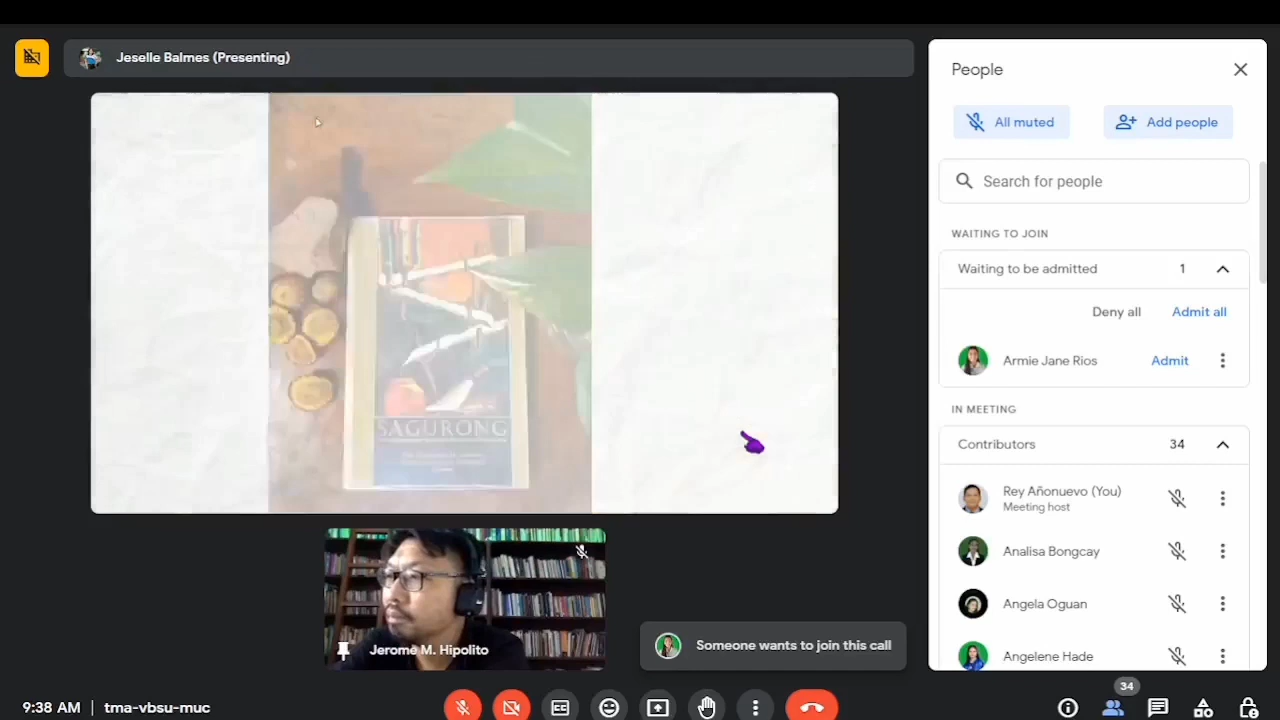 Jeselle Balmes (Presenting)
SAGURONG
Jerome M. Hipolito
Someone wants to join this call
People
All muted
Add people
Search for people
WAITING TO JOIN
Waiting to be admitted 1
Deny all Admit all
Armie Jane Rios Admit
IN MEETING
Contributors 34
Rey Añonuevo (You)
Meeting host
Analisa Bongcay
Angela Oguan
Angelene Hade
9:38 AM | tma-vbsu-muc
34